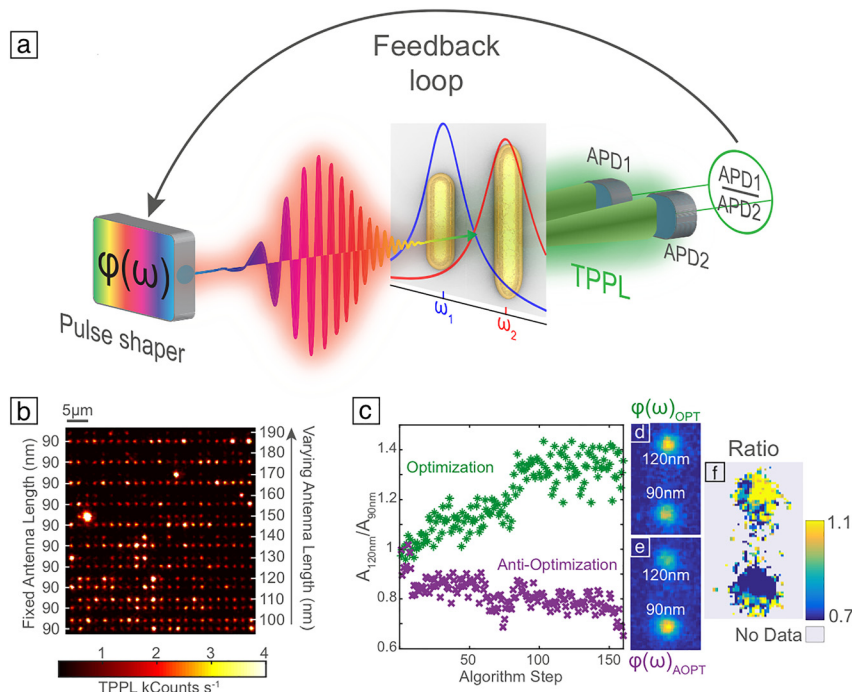 a
Feedback
loop
φ(ω)
Pulse shaper
ω1
ω2
APD1
APD2
TPPL
APD1
APD2
b
5µm
Fixed Antenna Length (nm)
90
90
90
90
90
90
90
90
90
90
190
180
170
160
150
140
130
120
110
100
Varying Antenna Length (nm)
1 2 3 4
TPPL kCounts s-1
c
A120nm/A90nm
1.4
1.2
1
0.8
0.6
Optimization
Anti-Optimization
50 100 150
Algorithm Step
φ(ω)OPT
d
120nm
90nm
e
120nm
90nm
φ(ω)AOPT
Ratio
f
1.1
0.7
No Data